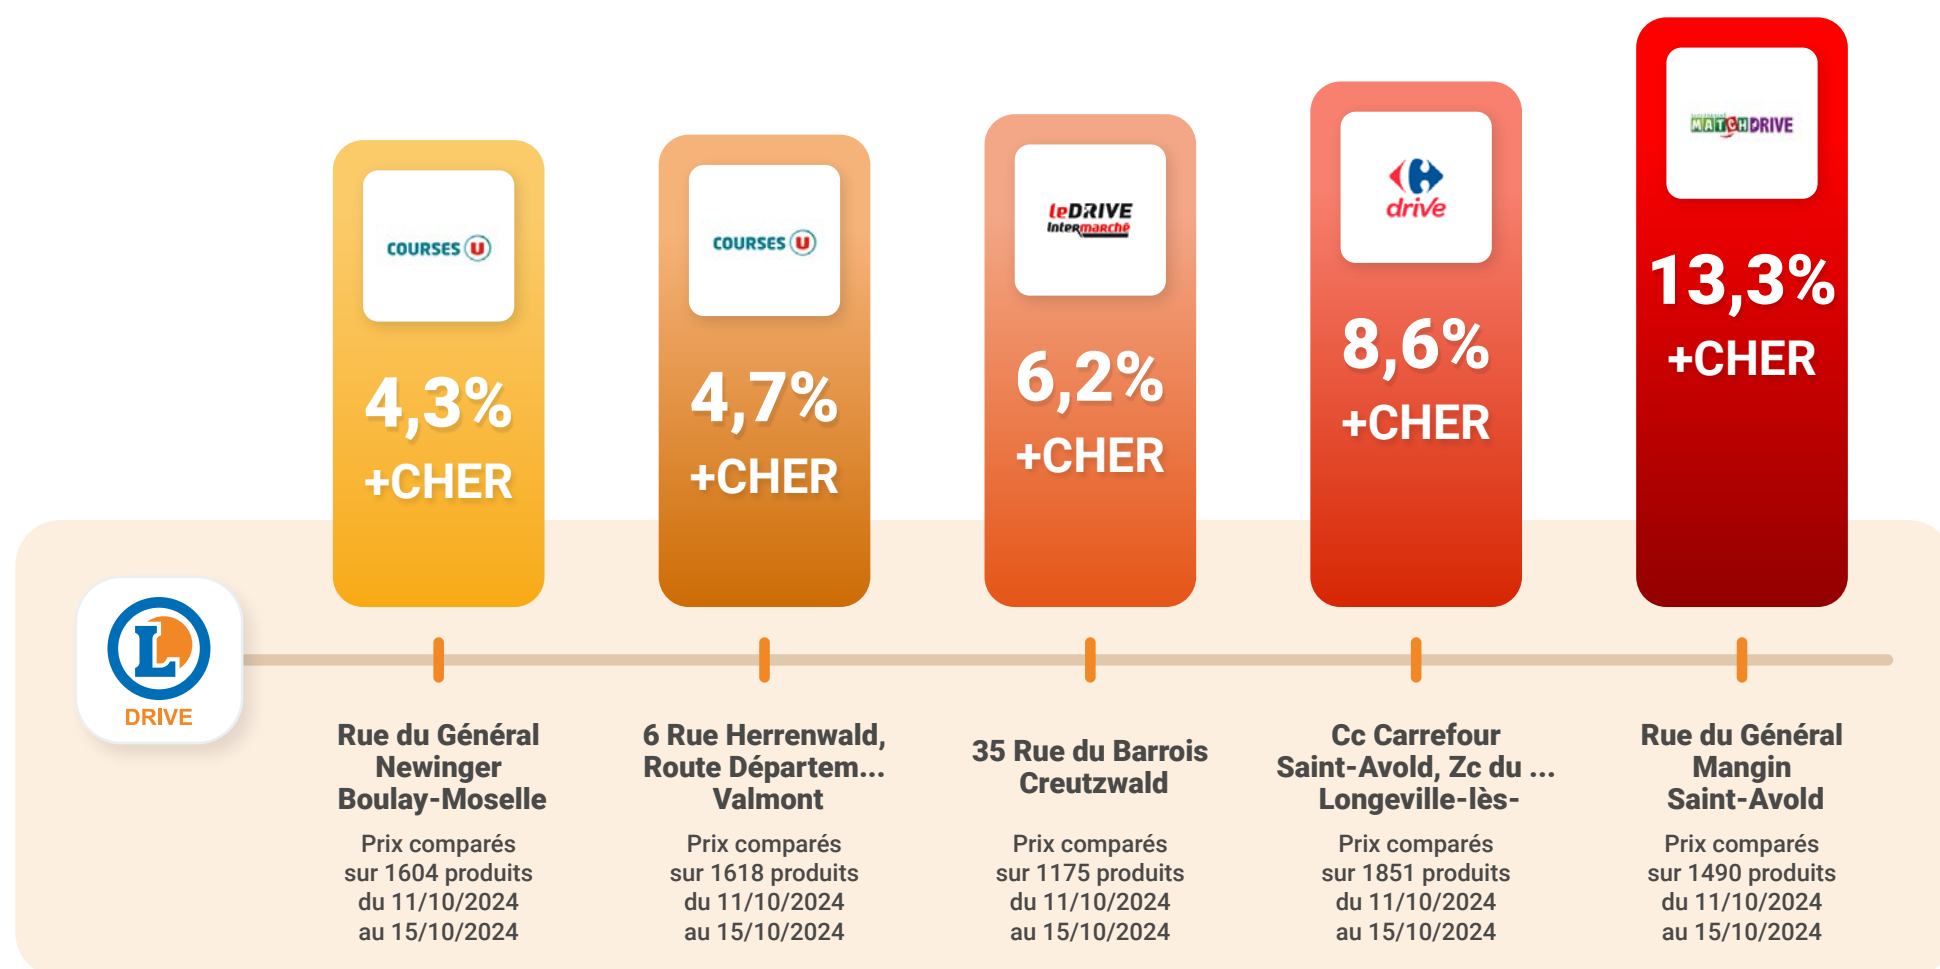 COURSES U
4,3%
+CHER
COURSES U
4,7%
+CHER
leDRIVE
Intermarché
6,2%
+CHER
drive
8,6%
+CHER
MATCHDRIVE
13,3%
+CHER
L
DRIVE
Rue du Général
Newinger
Boulay-Moselle
Prix comparés
sur 1604 produits
du 11/10/2024
au 15/10/2024
6 Rue Herrenwald,
Route Départem...
Valmont
Prix comparés
sur 1618 produits
du 11/10/2024
au 15/10/2024
35 Rue du Barrois
Creutzwald
Prix comparés
sur 1175 produits
du 11/10/2024
au 15/10/2024
Cc Carrefour
Saint-Avold, Zc du ...
Longeville-lès-
Prix comparés
sur 1851 produits
du 11/10/2024
au 15/10/2024
Rue du Général
Mangin
Saint-Avold
Prix comparés
sur 1490 produits
du 11/10/2024
au 15/10/2024